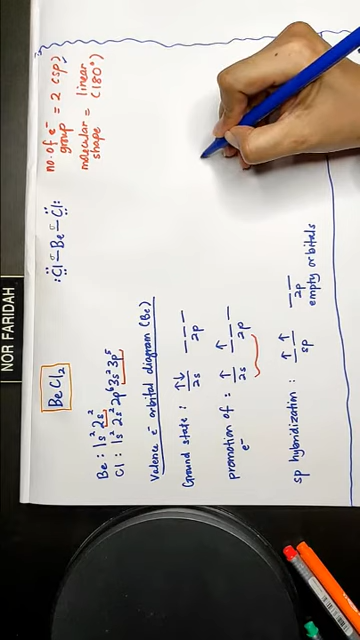 NOR FARIDAH
BeCl₂
Be : 1s² 2s²
Cl : 1s² 2s² 2p⁶ 3s² 3p⁵
:Cl – Be – Cl:
σ σ
no. of e⁻ group = 2 (sp)
molecular shape = linear (180°)
Valence e⁻ orbital diagram (Be)
Ground state : ↑↓ _ _ _
2s 2p
promotion of : ↑ ↑ _ _
e⁻ 2s 2p
sp hybridization : ↑ ↑ _ _
sp 2p
empty orbitals